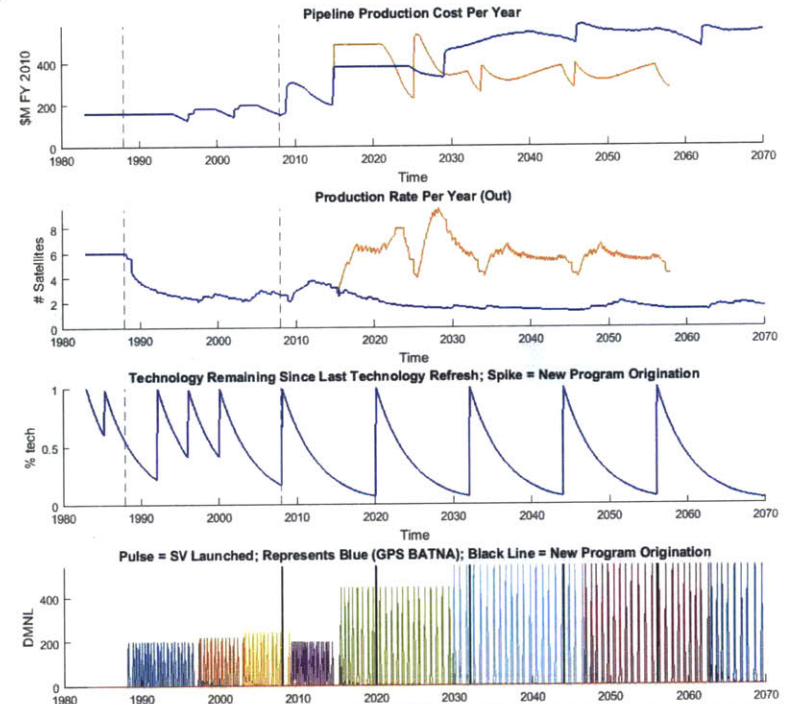 Pipeline Production Cost Per Year
$M FY 2010
400
200
0
1980 1990 2000 2010 2020 2030 2040 2050 2060 2070
Time
Production Rate Per Year (Out)
# Satellites
8
6
4
2
0
1980 1990 2000 2010 2020 2030 2040 2050 2060 2070
Time
Technology Remaining Since Last Technology Refresh; Spike = New Program Origination
% tech
1
0.5
0
1980 1990 2000 2010 2020 2030 2040 2050 2060 2070
Time
Pulse = SV Launched; Represents Blue (GPS BATNA); Black Line = New Program Origination
DMNL
400
200
0
1980 1990 2000 2010 2020 2030 2040 2050 2060 2070